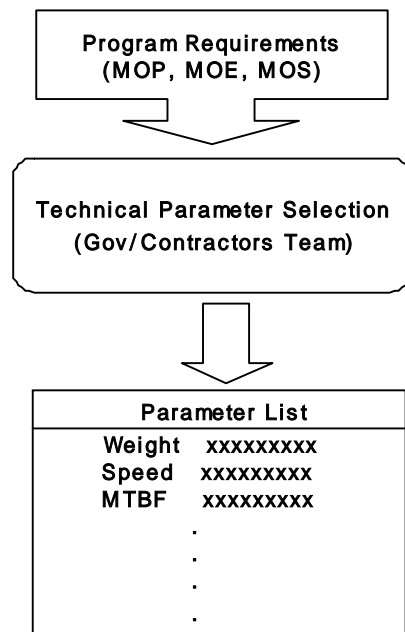 Program Requirements
(MOP, MOE, MOS)
Technical Parameter Selection
(Gov/Contractors Team)
Parameter List
Weight xxxxxxxxx
Speed xxxxxxxxx
MTBF xxxxxxxxx
.
.
.
.